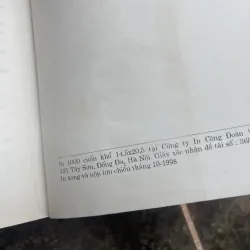 In 1000 cuốn khổ 14,5x20,5 tại Công ty In Công Đoàn
191 Tây Sơn, Đống Đa, Hà Nội. Giấy xác nhận đề tài số :
In xong và nộp lưu chiểu tháng 10-1998